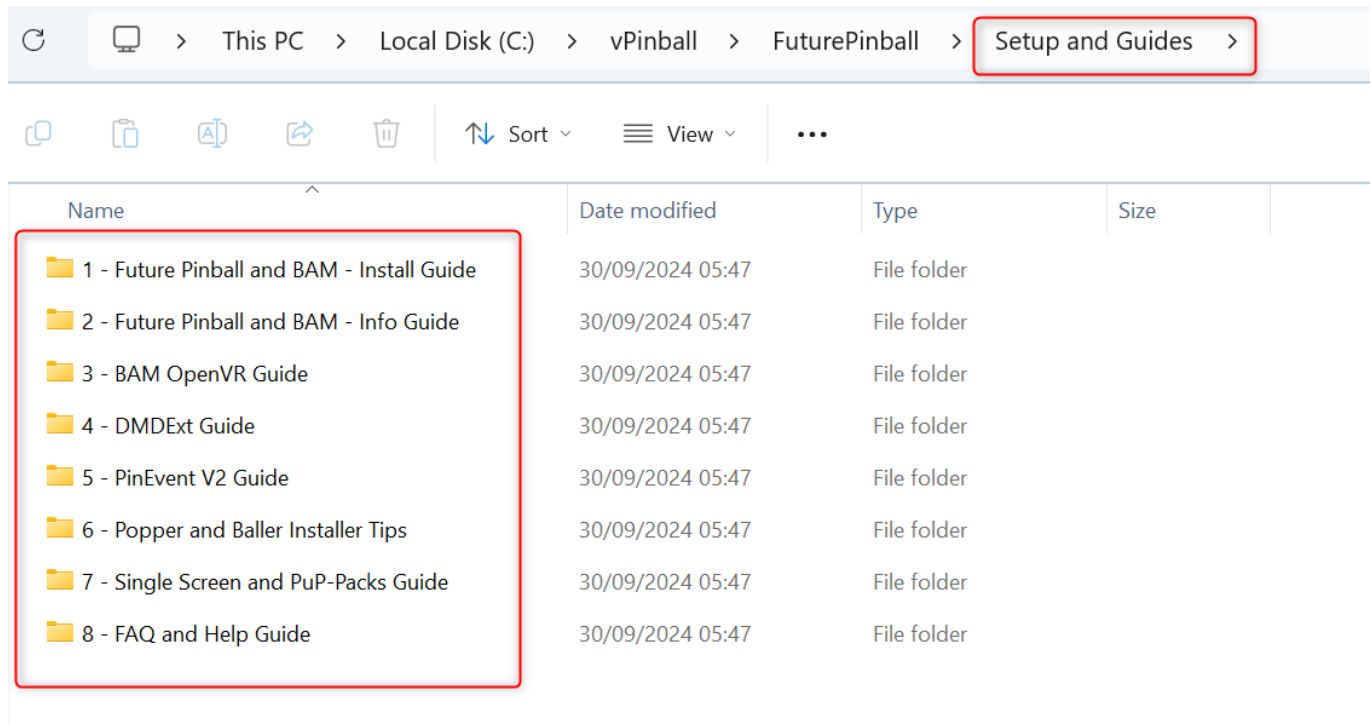 This PC > Local Disk (C:) > vPinball > FuturePinball > Setup and Guides >
Sort View •••
Name Date modified Type Size
1 - Future Pinball and BAM - Install Guide 30/09/2024 05:47 File folder
2 - Future Pinball and BAM - Info Guide 30/09/2024 05:47 File folder
3 - BAM OpenVR Guide 30/09/2024 05:47 File folder
4 - DMDExt Guide 30/09/2024 05:47 File folder
5 - PinEvent V2 Guide 30/09/2024 05:47 File folder
6 - Popper and Baller Installer Tips 30/09/2024 05:47 File folder
7 - Single Screen and PuP-Packs Guide 30/09/2024 05:47 File folder
8 - FAQ and Help Guide 30/09/2024 05:47 File folder